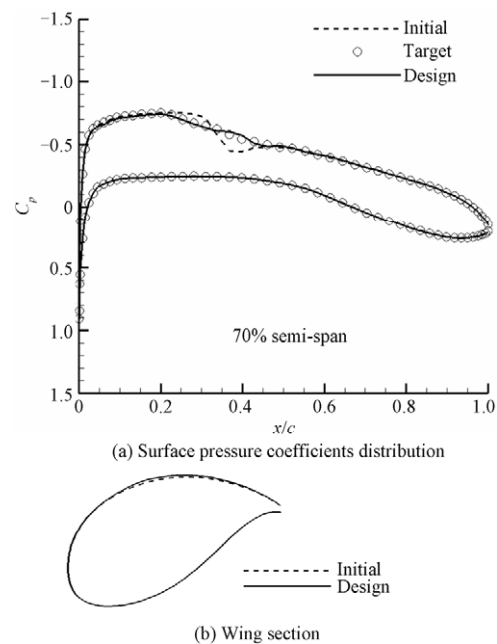 −1.5
Initial
Target
Design
−1.0
−0.5
0
0.5
1.0
1.5
Cp
70% semi-span
0
0.2
0.4
0.6
0.8
1.0
x/c
(a) Surface pressure coefficients distribution
Initial
Design
(b) Wing section